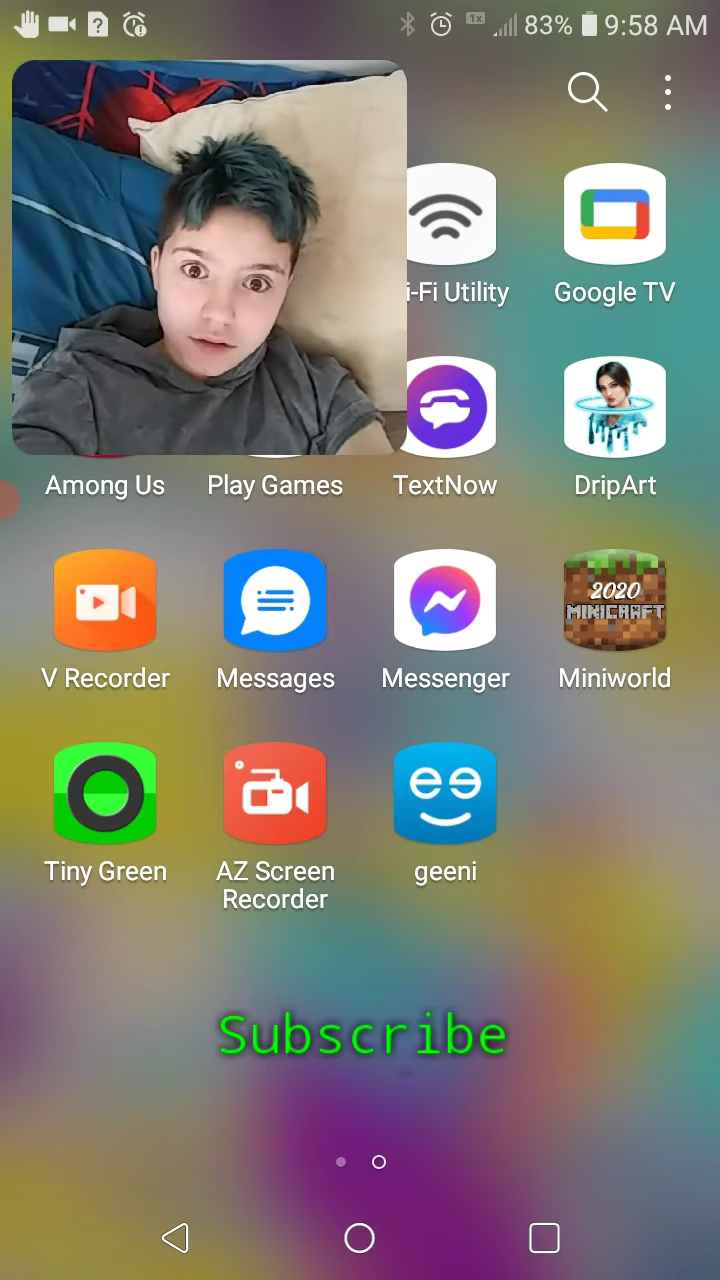 1x 83% 9:58 AM
i-Fi Utility Google TV
Among Us Play Games TextNow DripArt
2020
MINICRAFT
V Recorder Messages Messenger Miniworld
Tiny Green AZ Screen Recorder geeni
Subscribe